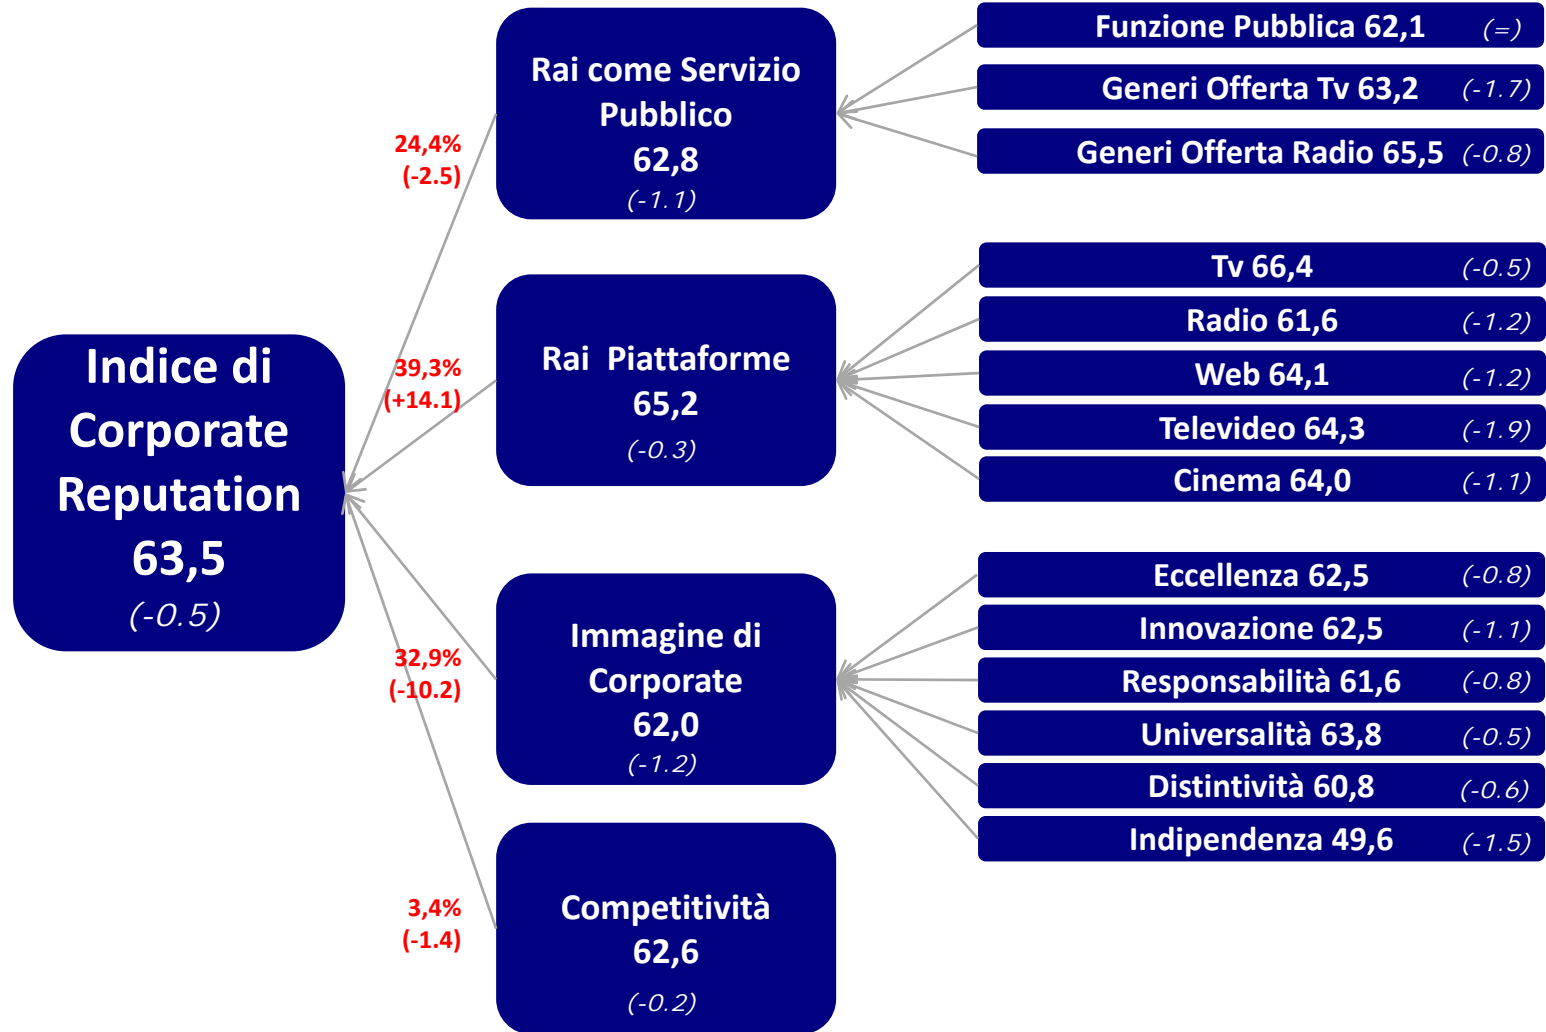 Indice di
Corporate
Reputation
63,5
(-0.5)
24,4%
(-2.5)
39,3%
(+14.1)
32,9%
(-10.2)
3,4%
(-1.4)
Rai come Servizio
Pubblico
62,8
(-1.1)
Funzione Pubblica 62,1 (=)
Generi Offerta Tv 63,2 (-1.7)
Generi Offerta Radio 65,5 (-0.8)
Rai Piattaforme
65,2
(-0.3)
Tv 66,4 (-0.5)
Radio 61,6 (-1.2)
Web 64,1 (-1.2)
Televideo 64,3 (-1.9)
Cinema 64,0 (-1.1)
Immagine di
Corporate
62,0
(-1.2)
Eccellenza 62,5 (-0.8)
Innovazione 62,5 (-1.1)
Responsabilità 61,6 (-0.8)
Universalità 63,8 (-0.5)
Distintività 60,8 (-0.6)
Indipendenza 49,6 (-1.5)
Competitività
62,6
(-0.2)